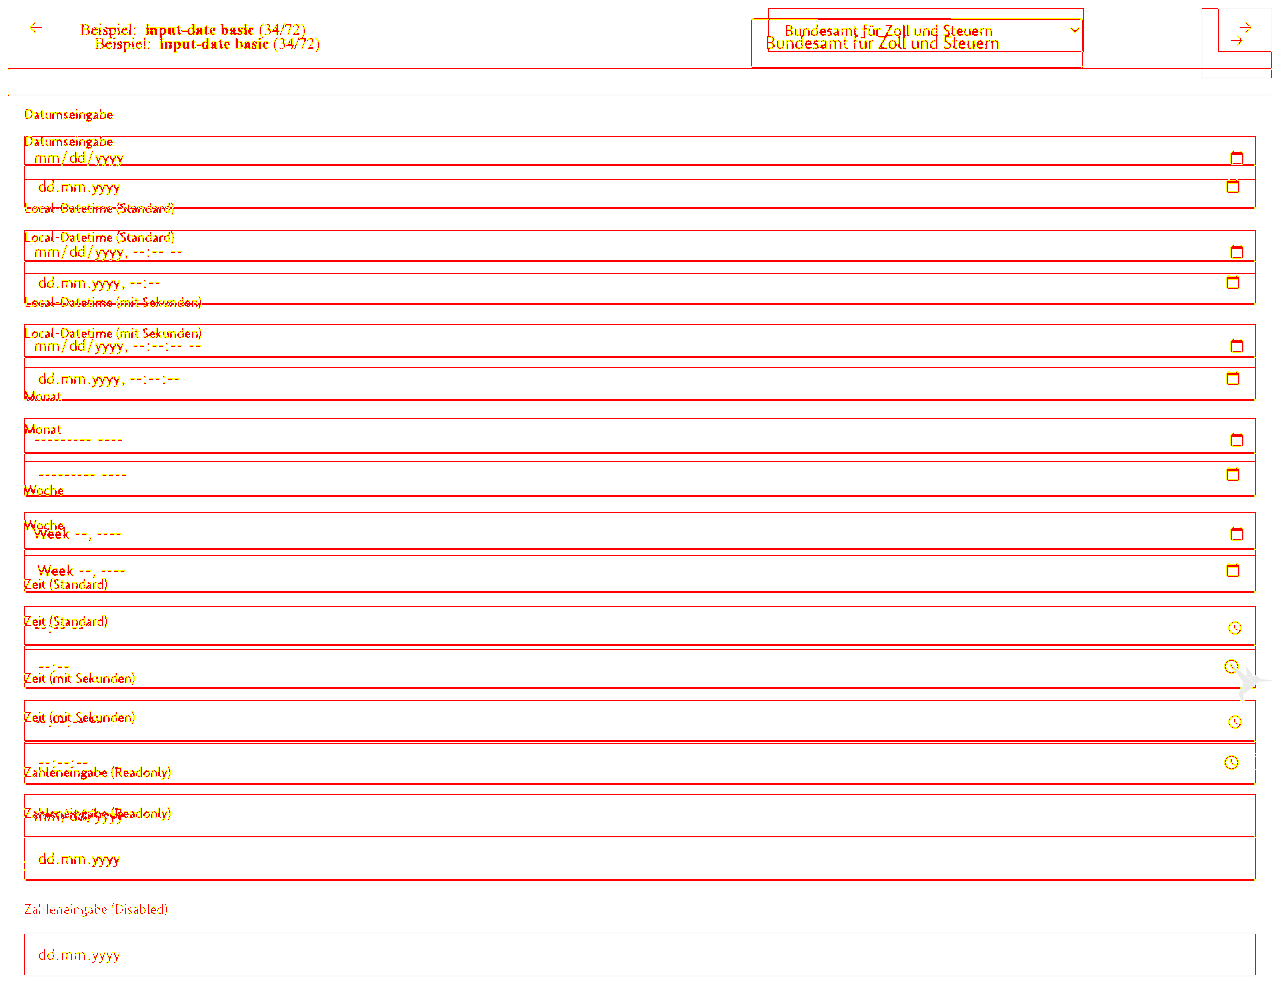 Beispiel: input-date basic (34/72)
Bundesamt für Zoll und Steuern
Beispiel: input-date basic (34/72)
Bundesamt für Zoll und Steuern
Datumseingabe
Datumseingabe
mm/dd/yyyy
dd.mm.yyyy
Local-Datetime (Standard)
Local-Datetime (Standard)
mm/dd/yyyy, --:-- --
dd.mm.yyyy, --:--
Local-Datetime (mit Sekunden)
Local-Datetime (mit Sekunden)
mm/dd/yyyy, --:--:-- --
dd.mm.yyyy, --:--:--
Monat
Monat
--------- ----
--------- ----
Woche
Woche
Week --, ----
Week --, ----
Zeit (Standard)
Zeit (Standard)
--:--
Zeit (mit Sekunden)
Zeit (mit Sekunden)
--:--:--
Zahleneingabe (Readonly)
Zahleneingabe (Readonly)
mm/dd/yyyy
dd.mm.yyyy
Zahleneingabe (Disabled)
dd.mm.yyyy